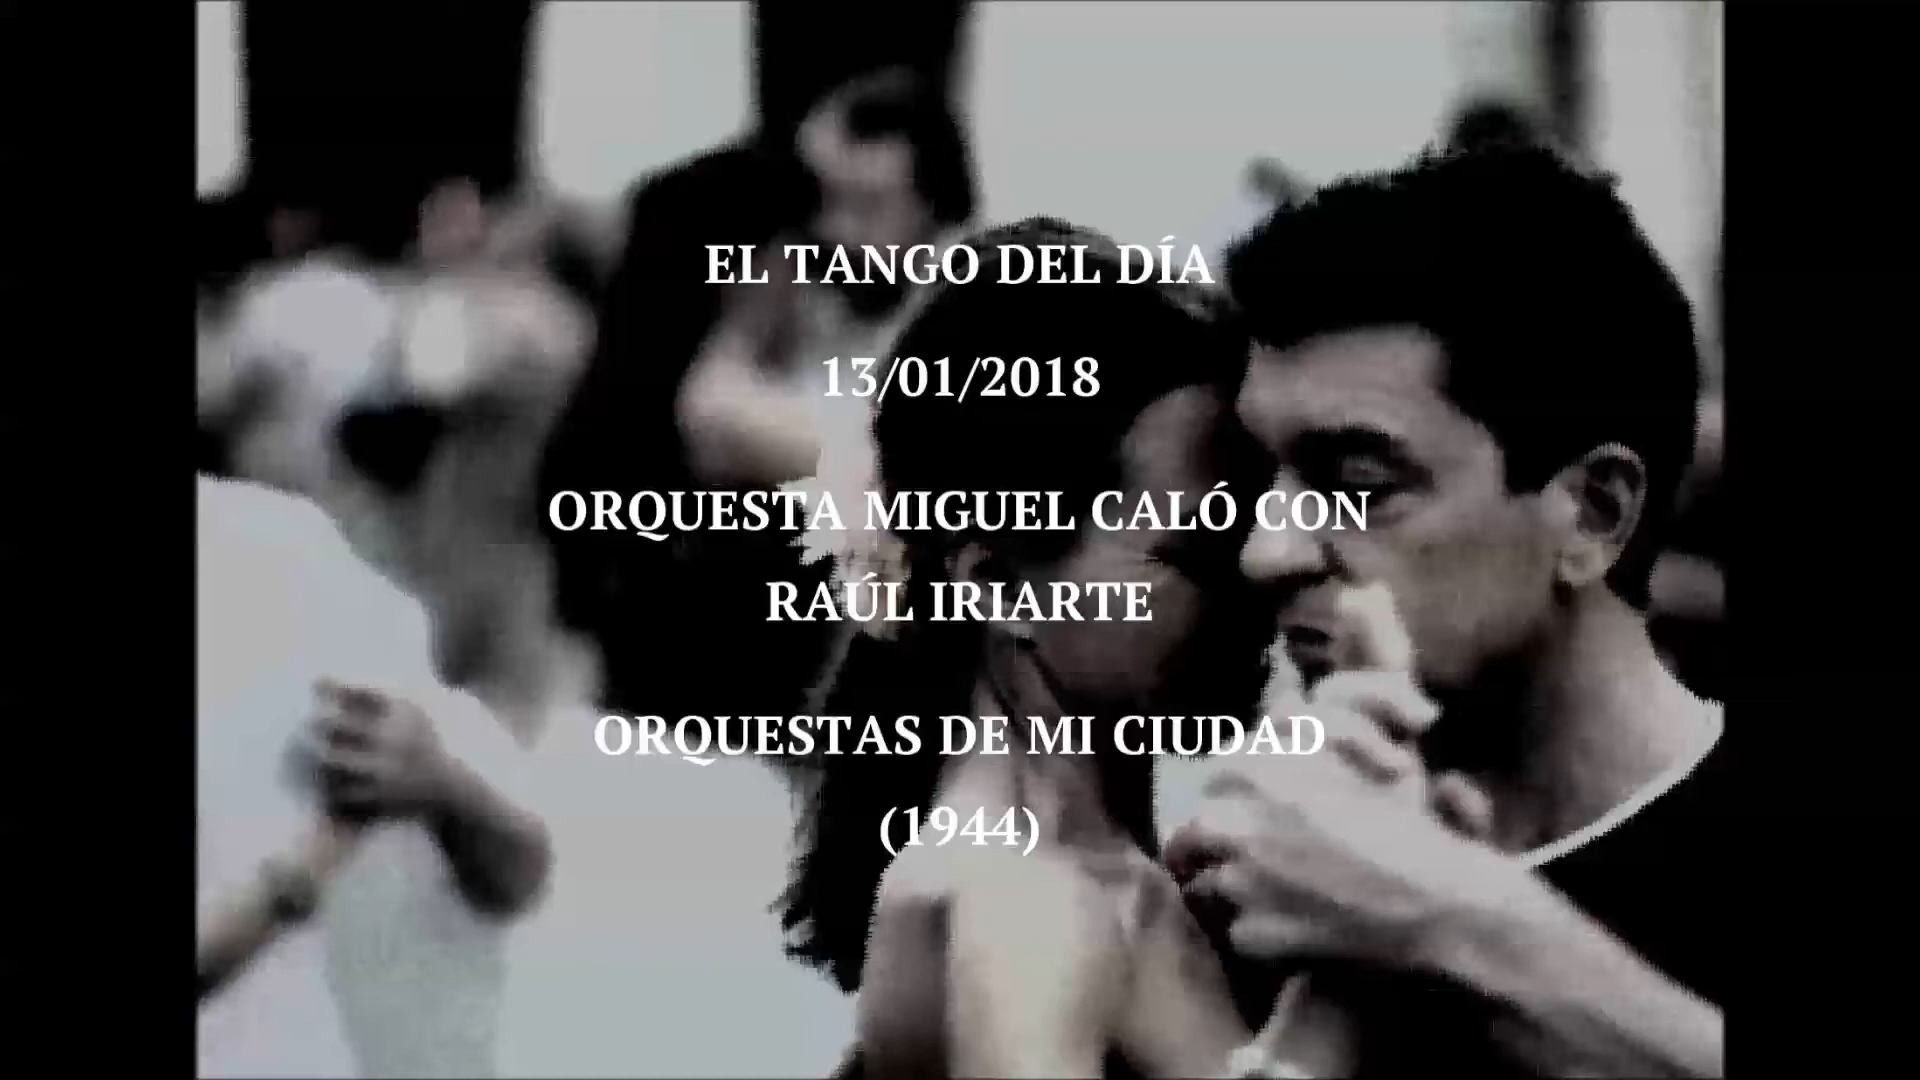 EL TANGO DEL DÍA
13/01/2018
ORQUESTA MIGUEL CALÓ CON
RAÚL IRIARTE
ORQUESTAS DE MI CIUDAD
(1944)